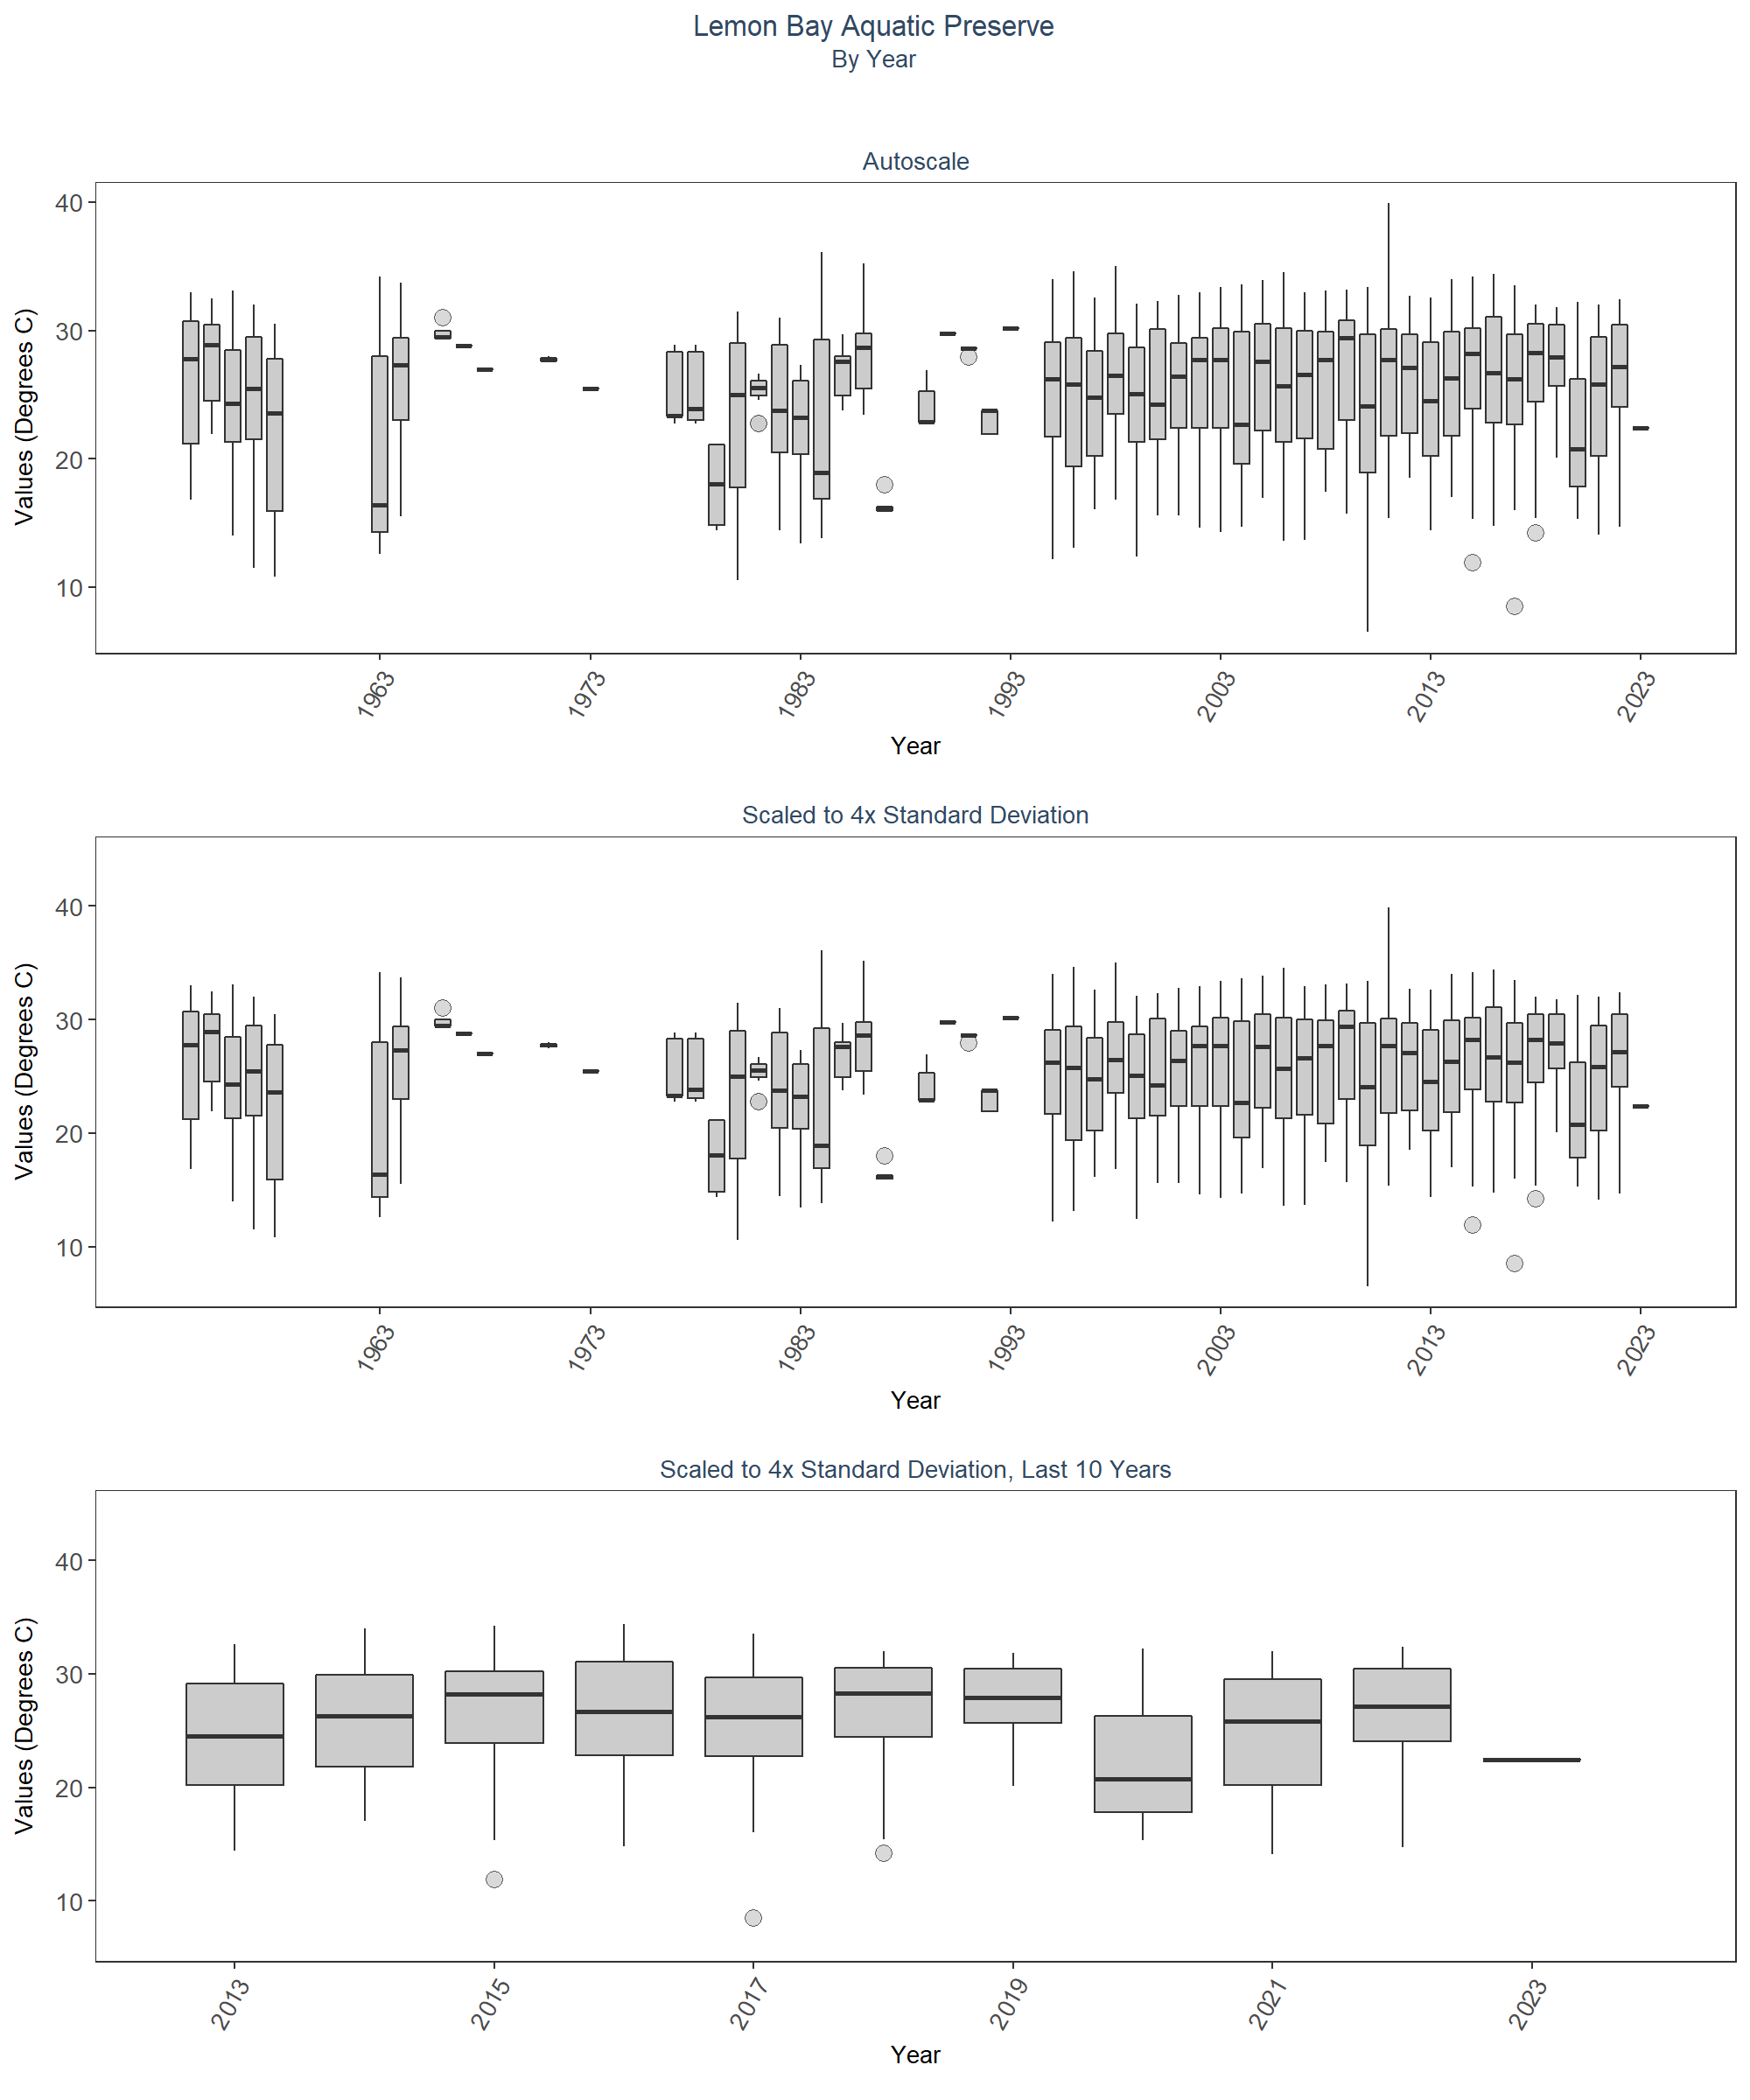 Lemon Bay Aquatic Preserve
By Year
Autoscale
Values (Degrees C)
40
30
20
10
1963 1973 1983 1993 2003 2013 2023
Year
Scaled to 4x Standard Deviation
Values (Degrees C)
40
30
20
10
1963 1973 1983 1993 2003 2013 2023
Year
Scaled to 4x Standard Deviation, Last 10 Years
Values (Degrees C)
40
30
20
10
2013 2015 2017 2019 2021 2023
Year